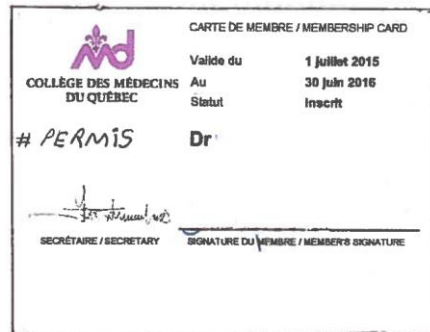 CARTE DE MEMBRE / MEMBERSHIP CARD
COLLÈGE DES MÉDECINS
DU QUÉBEC
Valide du 1 juillet 2015
Au 30 juin 2016
Statut Inscrit
# PERMIS
Dr
SECRÉTAIRE / SECRETARY
SIGNATURE DU MEMBRE / MEMBER'S SIGNATURE